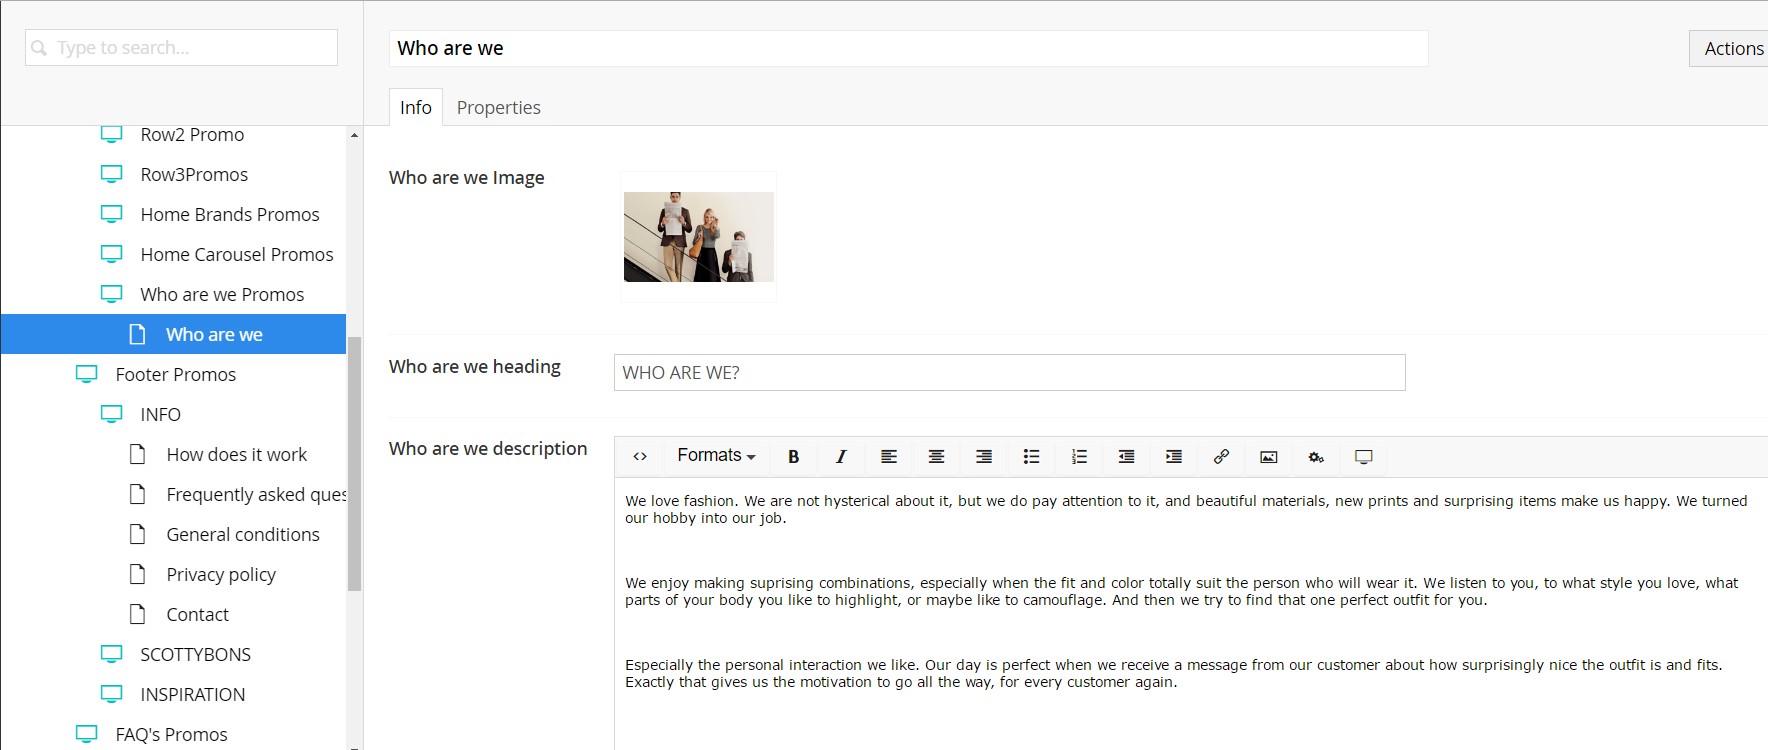 Type to search...
Who are we
Actions
Info
Properties
Row2 Promo
Row3Promos
Home Brands Promos
Home Carousel Promos
Who are we Promos
Who are we
Footer Promos
INFO
How does it work
Frequently asked ques
General conditions
Privacy policy
Contact
SCOTTYBONS
INSPIRATION
FAQ's Promos
Who are we Image
Who are we heading
WHO ARE WE?
Who are we description
Formats
B I
We love fashion. We are not hysterical about it, but we do pay attention to it, and beautiful materials, new prints and surprising items make us happy. We turned
our hobby into our job.
We enjoy making suprising combinations, especially when the fit and color totally suit the person who will wear it. We listen to you, to what style you love, what
parts of your body you like to highlight, or maybe like to camouflage. And then we try to find that one perfect outfit for you.
Especially the personal interaction we like. Our day is perfect when we receive a message from our customer about how surprisingly nice the outfit is and fits.
Exactly that gives us the motivation to go all the way, for every customer again.